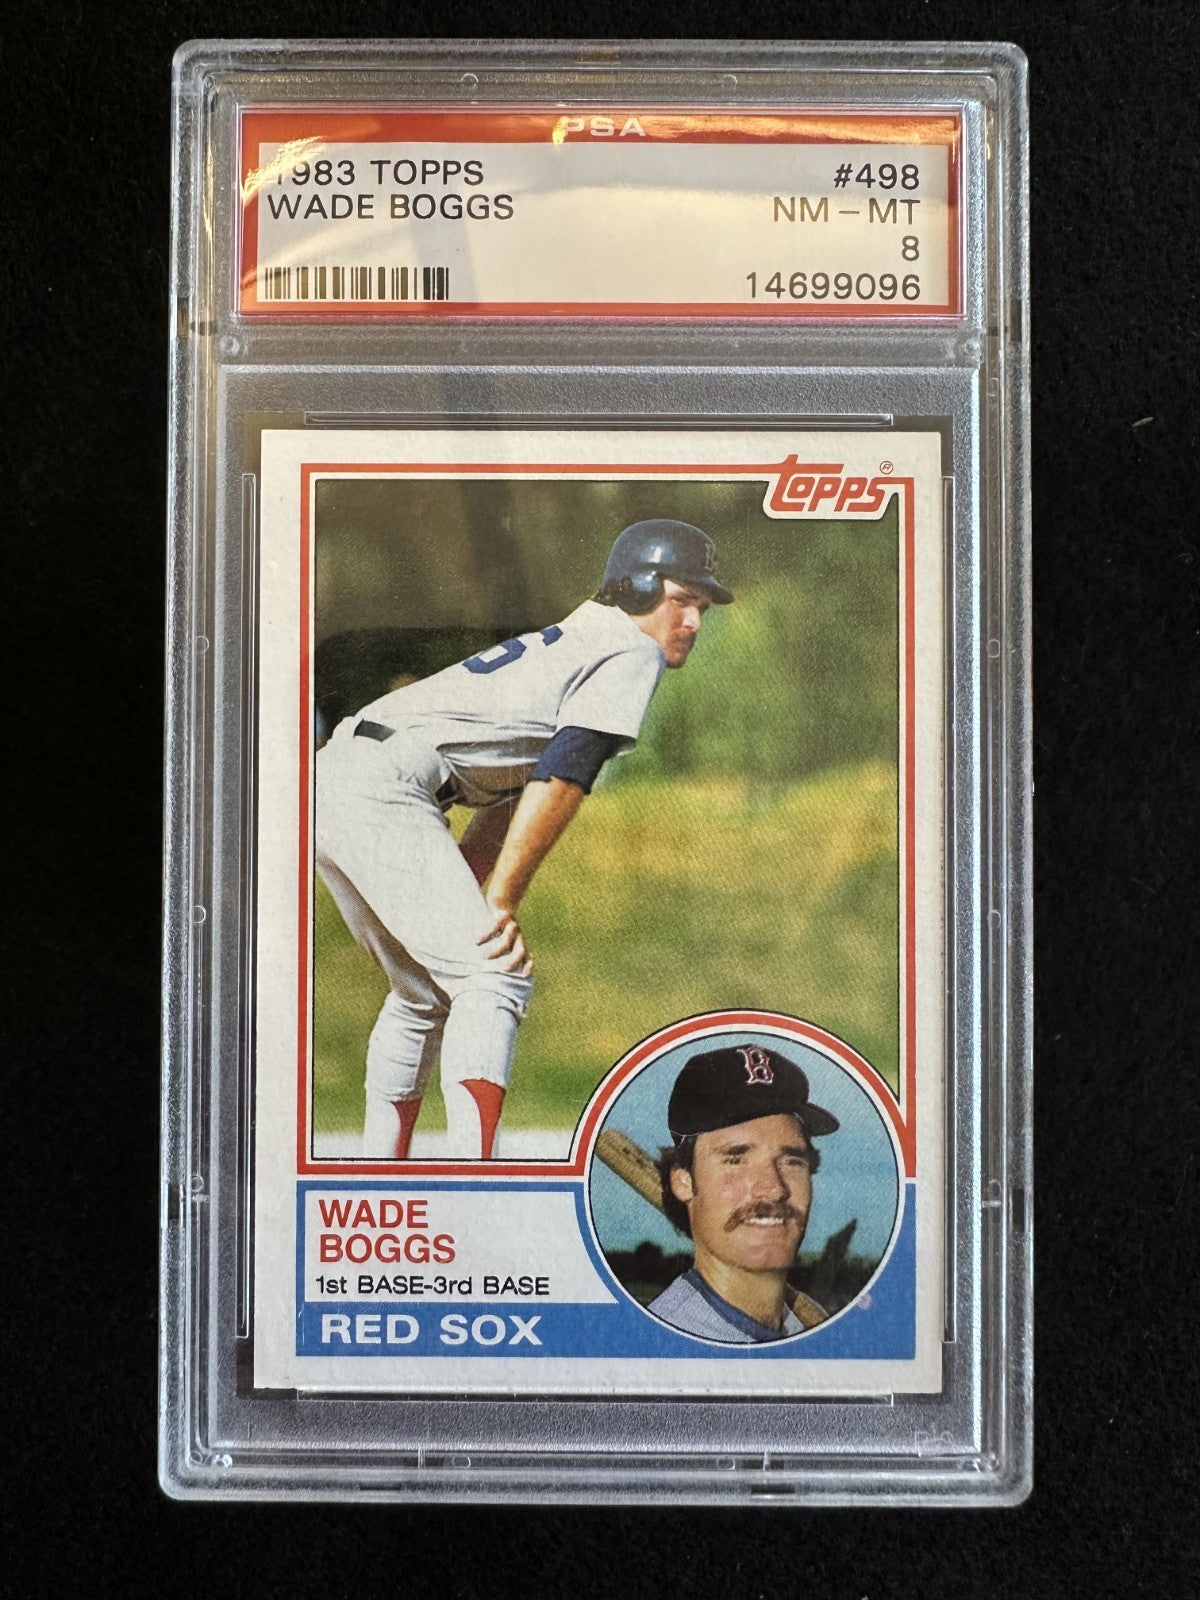 PSA
1983 TOPPS #498
WADE BOGGS NM - MT
8
14699096
TOPPS®
B
6
B
WADE
BOGGS
1st BASE-3rd BASE
RED SOX